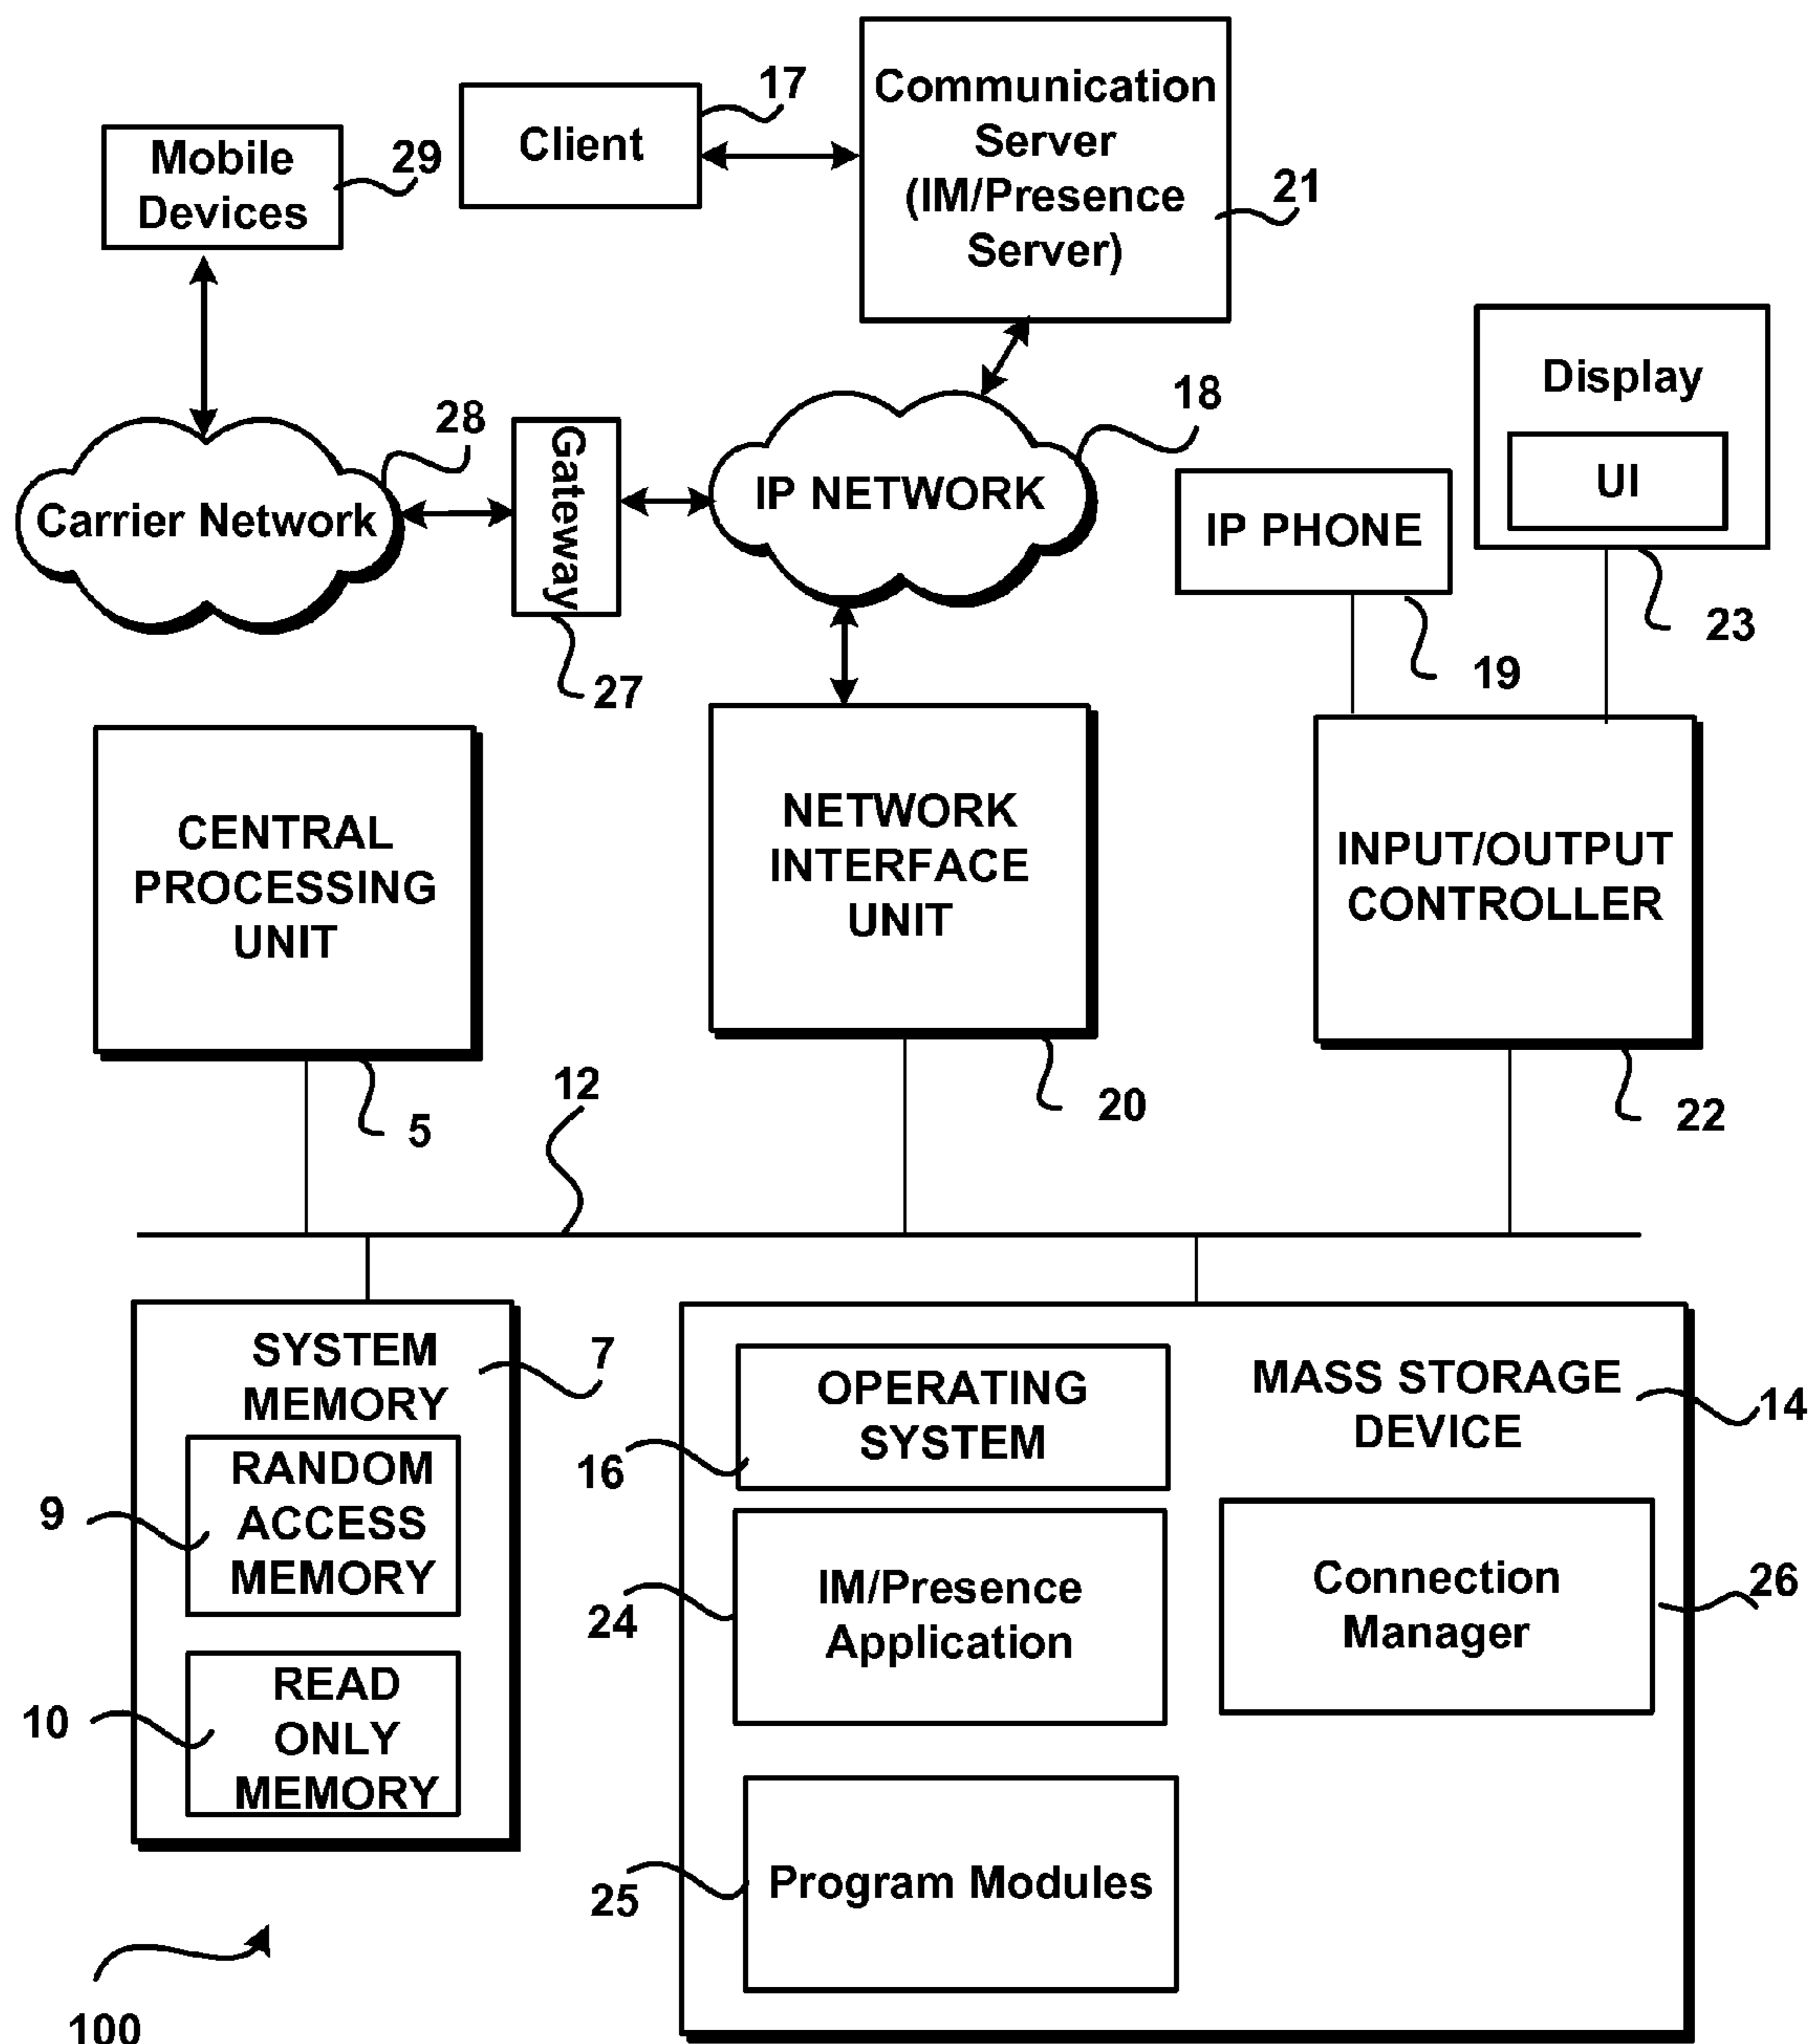 Communication
Server
(IM/Presence
Server)
21
Client
17
Mobile
Devices
29
Display
UI
23
Carrier Network
28
Gateway
27
IP NETWORK
18
IP PHONE
19
CENTRAL
PROCESSING
UNIT
5
NETWORK
INTERFACE
UNIT
20
INPUT/OUTPUT
CONTROLLER
22
12
SYSTEM
MEMORY
7
RANDOM
ACCESS
MEMORY
9
READ
ONLY
MEMORY
10
MASS STORAGE
DEVICE
14
OPERATING
SYSTEM
16
IM/Presence
Application
24
Connection
Manager
26
Program Modules
25
100